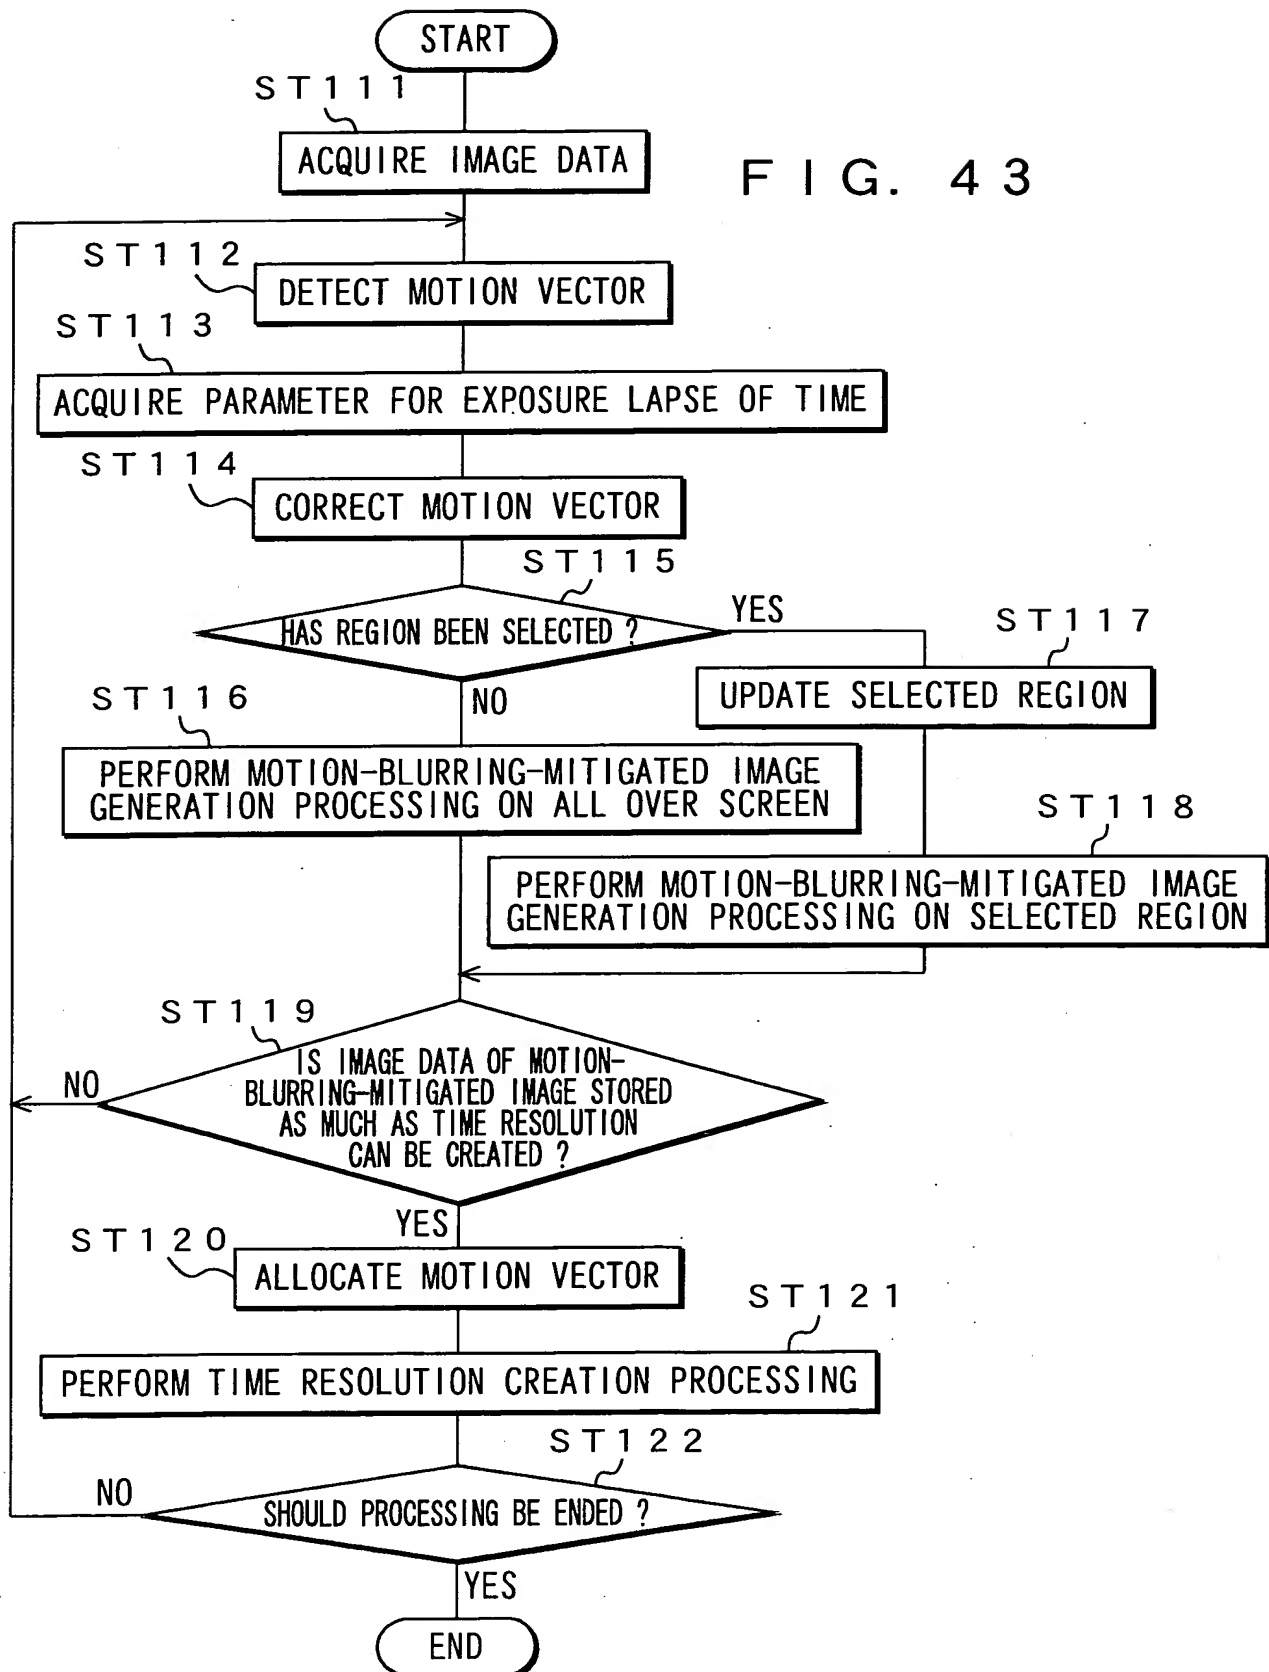 START
ST111
ACQUIRE IMAGE DATA
FIG. 43
ST112
DETECT MOTION VECTOR
ST113
ACQUIRE PARAMETER FOR EXPOSURE LAPSE OF TIME
ST114
CORRECT MOTION VECTOR
ST115
HAS REGION BEEN SELECTED ?
YES
ST117
UPDATE SELECTED REGION
NO
ST116
PERFORM MOTION-BLURRING-MITIGATED IMAGE
GENERATION PROCESSING ON ALL OVER SCREEN
ST118
PERFORM MOTION-BLURRING-MITIGATED IMAGE
GENERATION PROCESSING ON SELECTED REGION
ST119
IS IMAGE DATA OF MOTION-
BLURRING-MITIGATED IMAGE STORED
AS MUCH AS TIME RESOLUTION
CAN BE CREATED ?
NO
YES
ST120
ALLOCATE MOTION VECTOR
ST121
PERFORM TIME RESOLUTION CREATION PROCESSING
ST122
NO
SHOULD PROCESSING BE ENDED ?
YES
END